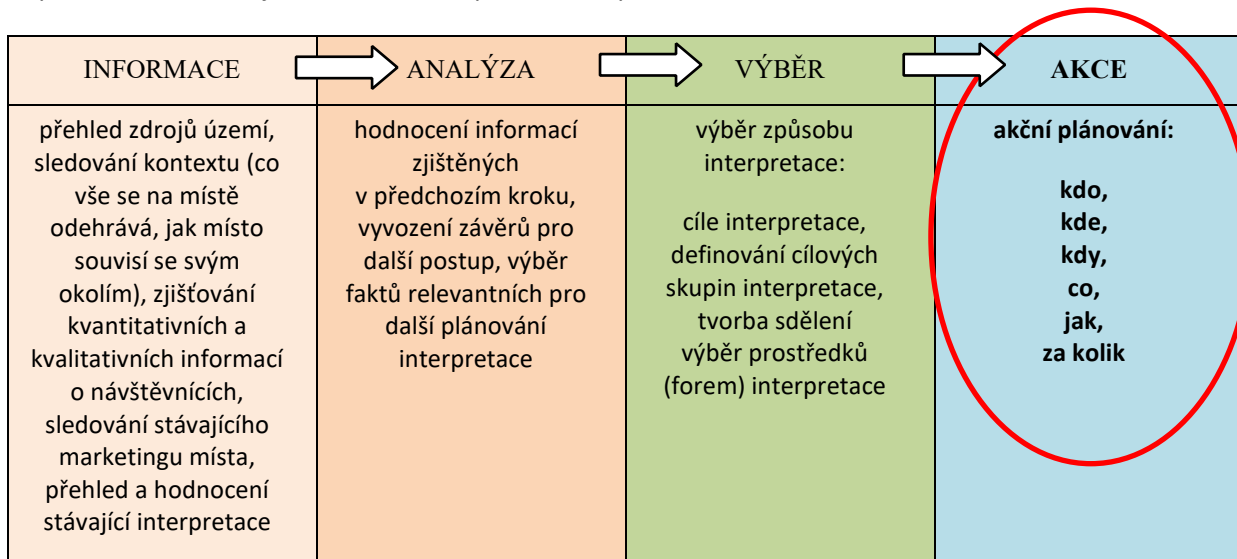 INFORMACE
ANALÝZA
VÝBĚR
AKCE
přehled zdrojů území,
sledování kontextu (co
vše se na místě
odehrává, jak místo
souvisí se svým
okolím), zjišťování
kvantitativních a
kvalitativních informací
o návštěvnících,
sledování stávajícího
marketingu místa,
přehled a hodnocení
stávající interpretace
hodnocení informací
zjištěných
v předchozím kroku,
vyvození závěrů pro
další postup, výběr
faktů relevantních pro
další plánování
interpretace
výběr způsobu
interpretace:
cíle interpretace,
definování cílových
skupin interpretace,
tvorba sdělení
výběr prostředků
(forem) interpretace
akční plánování:
kdo,
kde,
kdy,
co,
jak,
za kolik